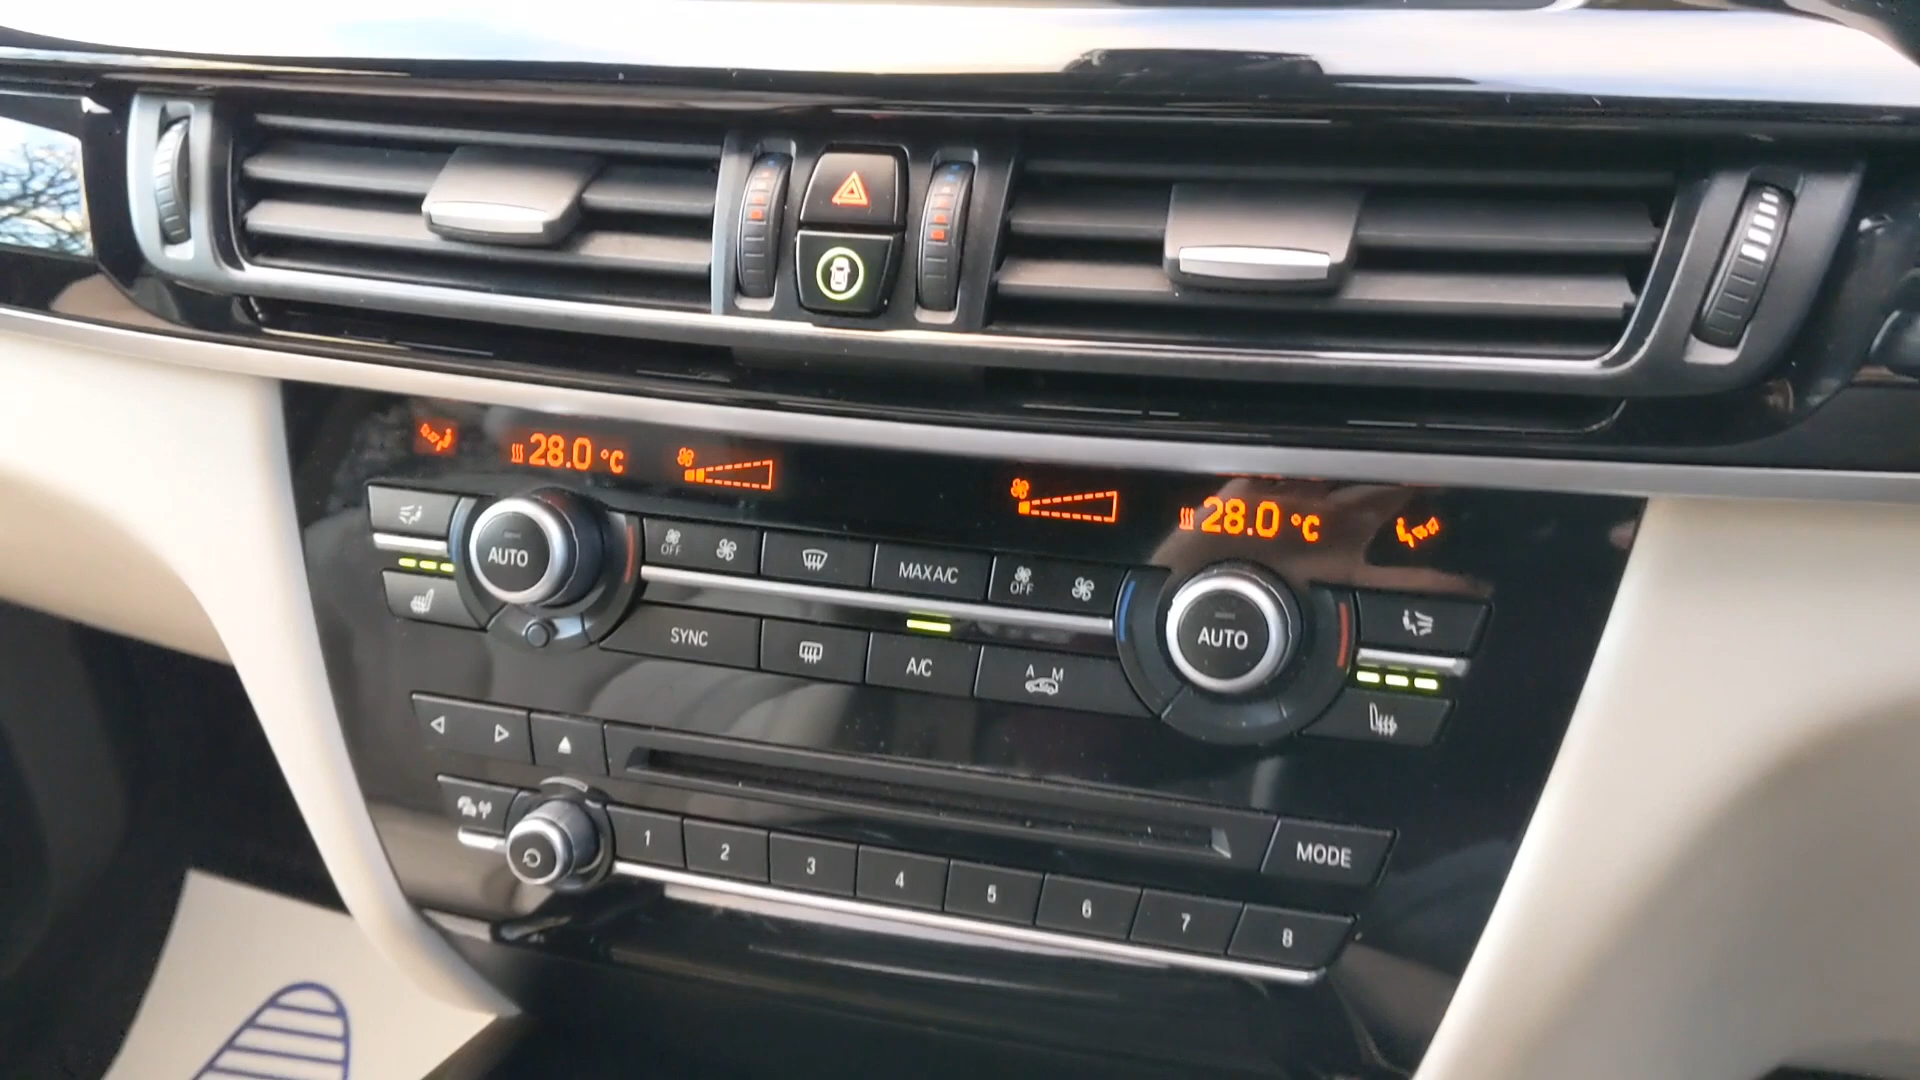 28.0 °C
28.0 °C
AUTO
OFF
MAX A/C
OFF
AUTO
SYNC
A/C
A M
1
2
3
4
5
6
7
8
MODE